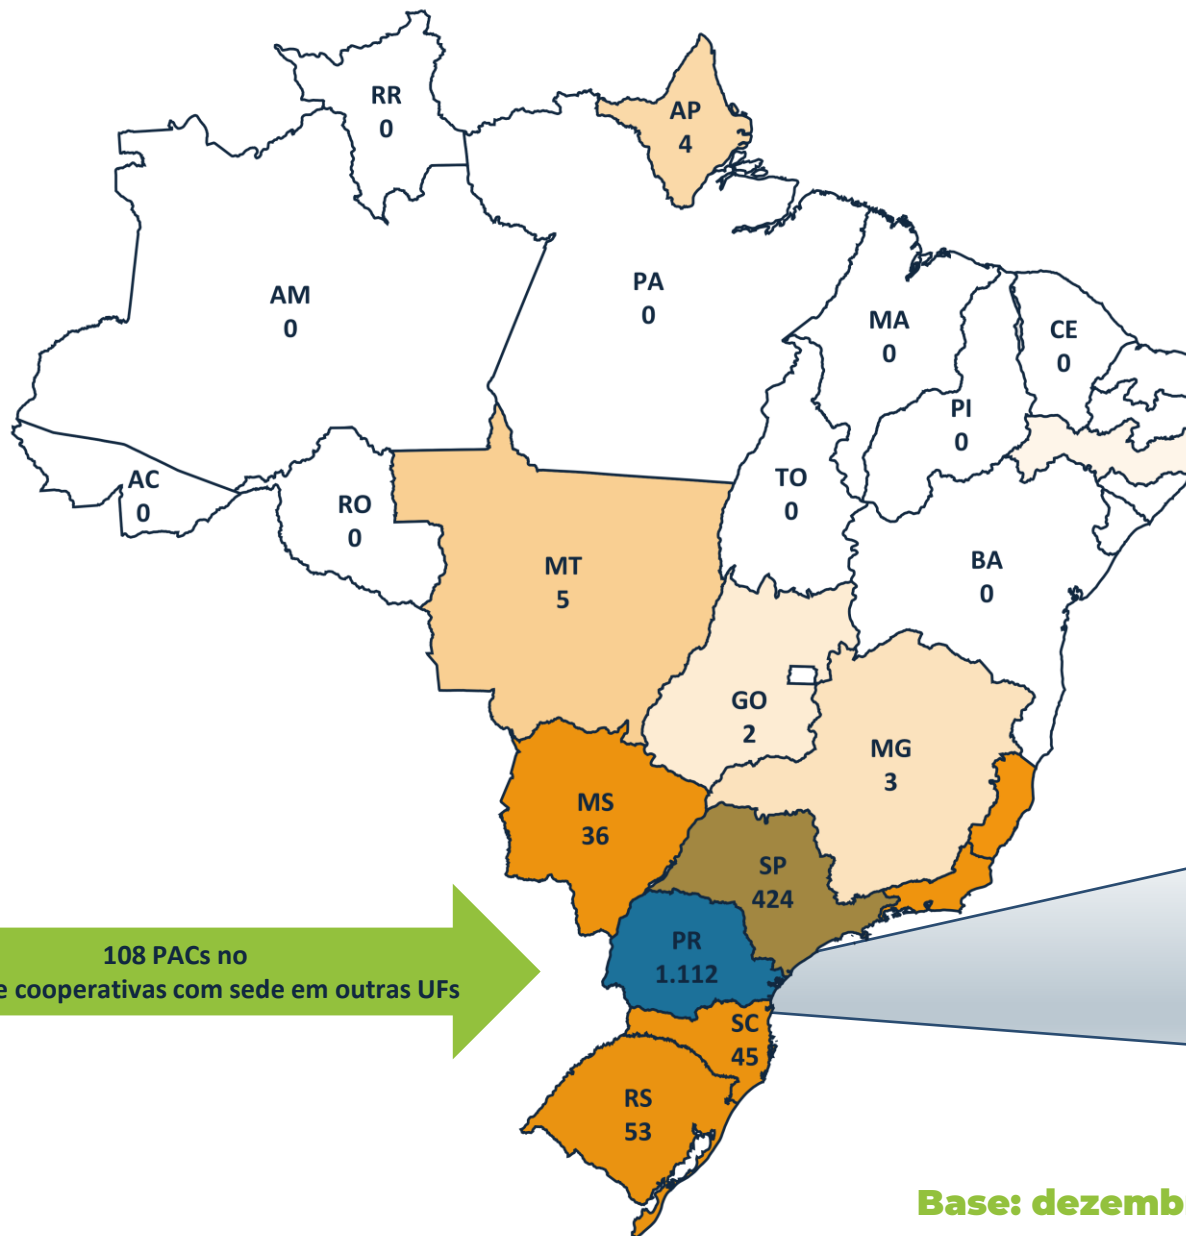 RR
0
AP
4
AM
0
PA
0
MA
0
CE
0
PI
0
AC
0
RO
0
TO
0
BA
0
MT
5
GO
2
MG
3
MS
36
SP
424
PR
1.112
108 PACs no
e cooperativas com sede em outras UFs
SC
45
RS
53
Base: dezemb